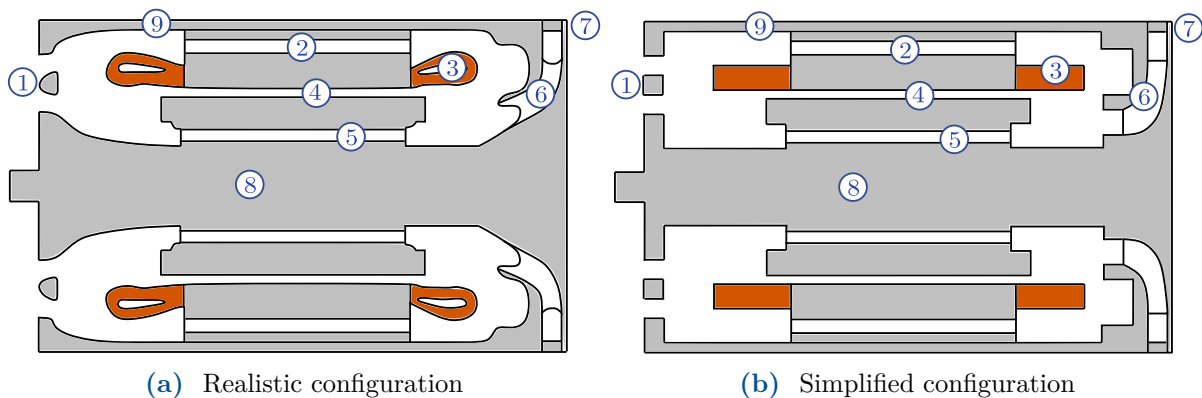 9 7 2 3 1 4 6 5 8
9 7 2 3 1 4 6 5 8
(a) Realistic configuration
(b) Simplified configuration